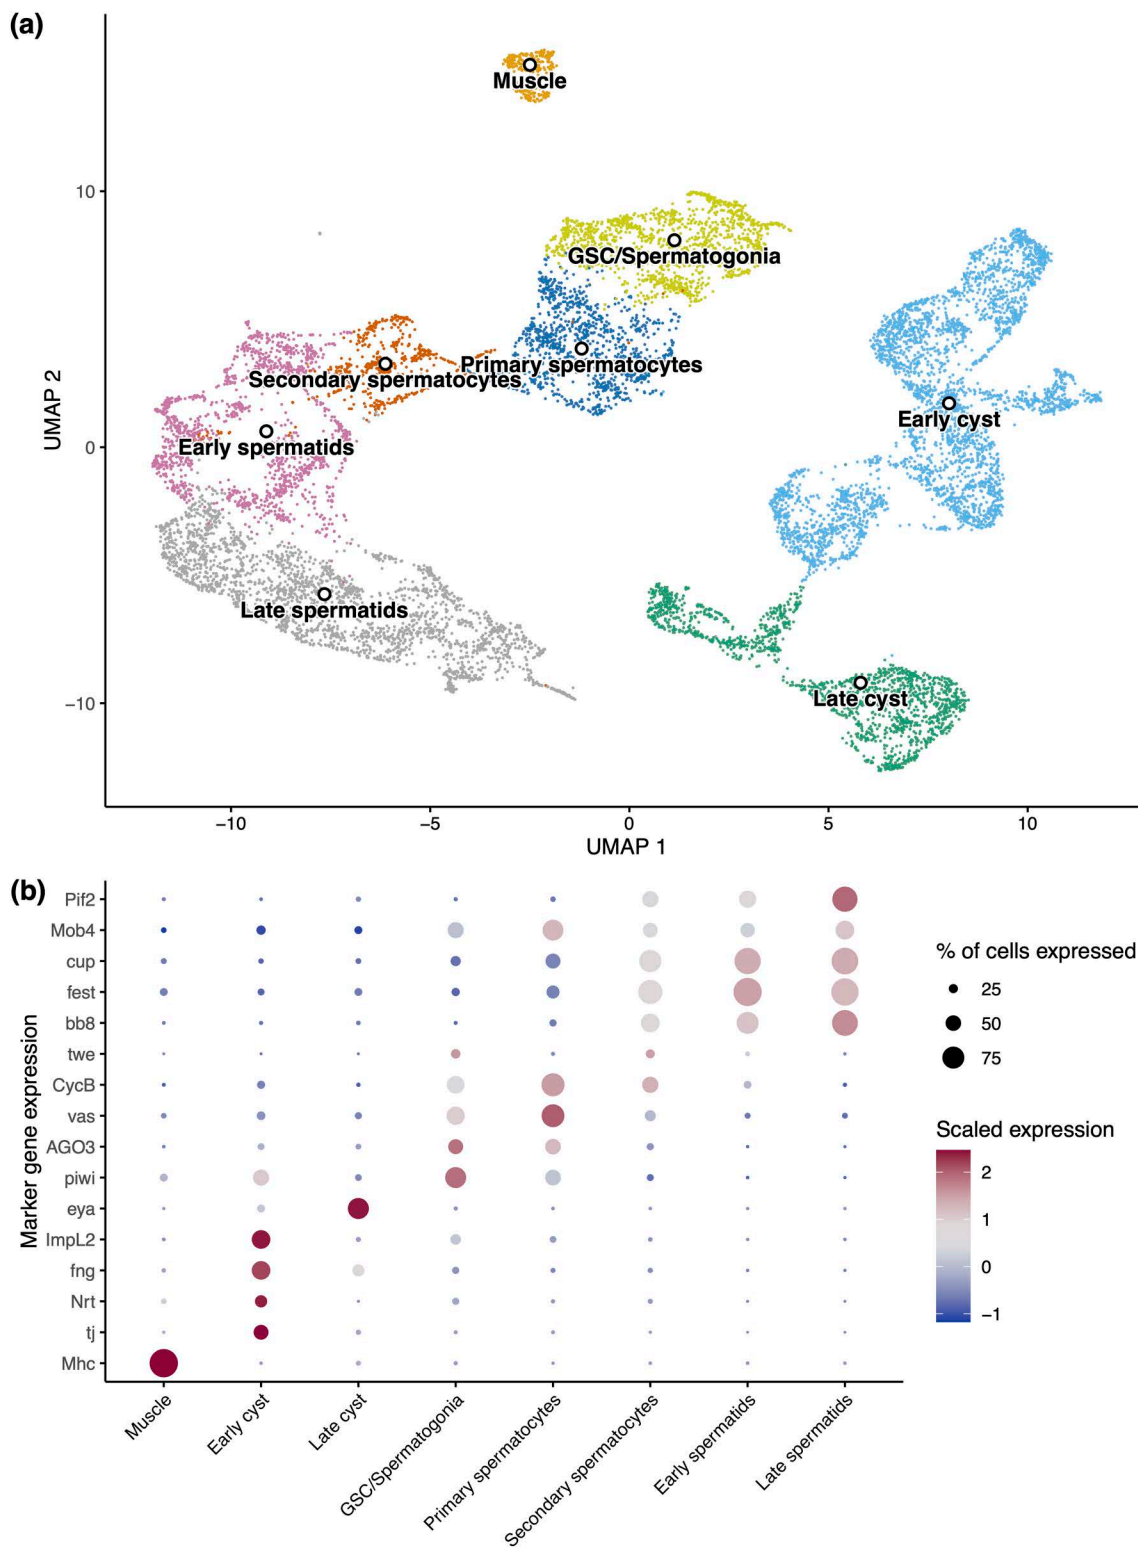 (a)
Muscle
10
GSC/Spermatogonia
Primary spermatocytes
Secondary spermatocytes
Early cyst
UMAP 2
0
Early spermatids
Late spermatids
−10
Late cyst
−10 −5 0 5 10
UMAP 1
(b)
Marker gene expression
Pif2
Mob4
cup
fest
bb8
twe
CycB
vas
AGO3
piwi
eya
ImpL2
fng
Nrt
tj
Mhc
Muscle
Early cyst
Late cyst
GSC/Spermatogonia
Primary spermatocytes
Secondary spermatocytes
Early spermatids
Late spermatids
% of cells expressed
25
50
75
Scaled expression
2
1
0
−1